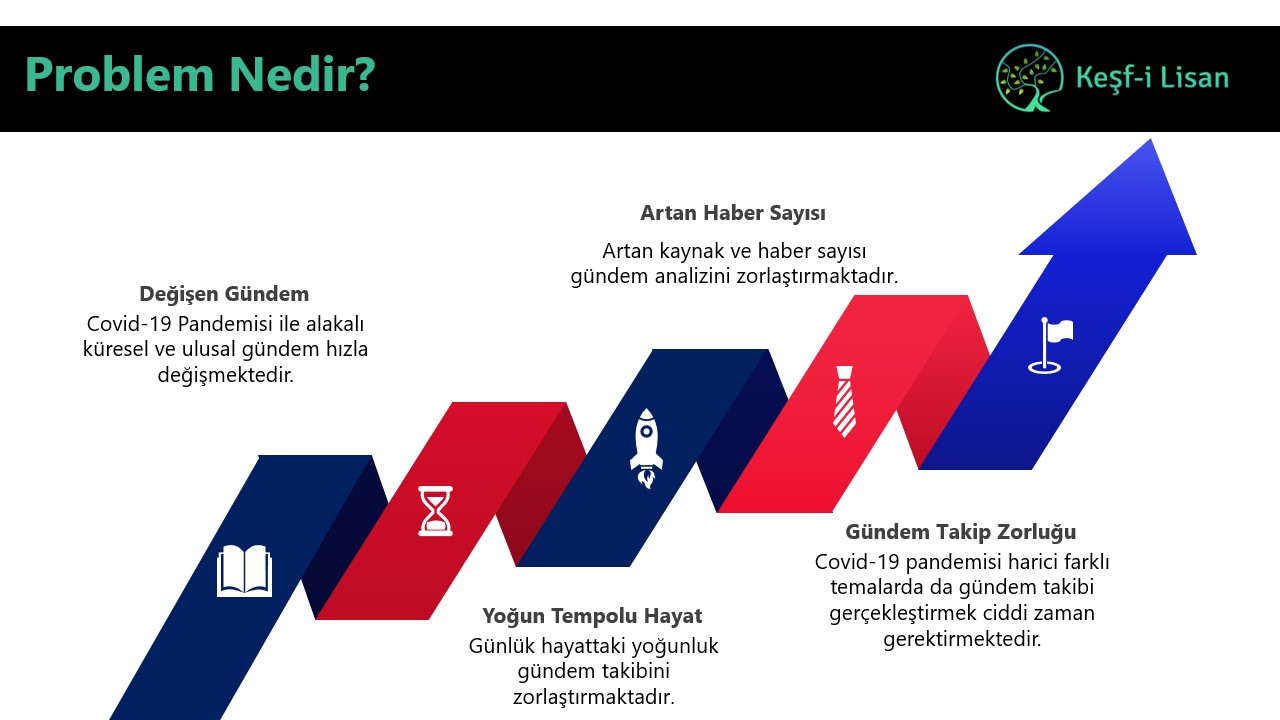 Problem Nedir?
Keşf-i Lisan
Değişen Gündem
Covid-19 Pandemisi ile alakalı
küresel ve ulusal gündem hızla
değişmektedir.
Yoğun Tempolu Hayat
Günlük hayattaki yoğunluk
gündem takibini
zorlaştırmaktadır.
Artan Haber Sayısı
Artan kaynak ve haber sayısı
gündem analizini zorlaştırmaktadır.
Gündem Takip Zorluğu
Covid-19 pandemisi harici farklı
temalarda da gündem takibi
gerçekleştirmek ciddi zaman
gerektirmektedir.